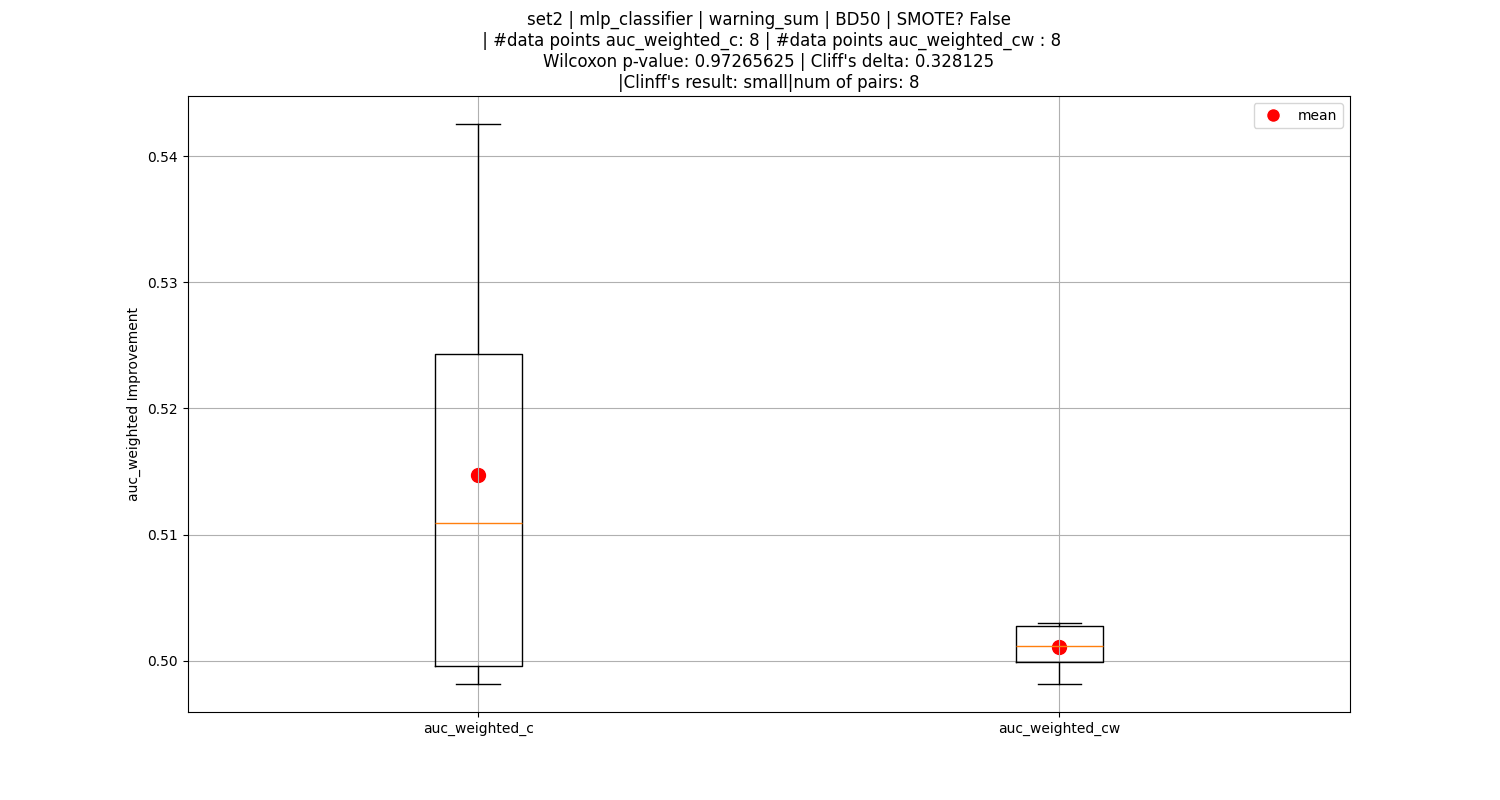 set2 | mlp_classifier | warning_sum | BD50 | SMOTE? False
| #data points auc_weighted_c: 8 | #data points auc_weighted_cw : 8
Wilcoxon p-value: 0.97265625 | Cliff's delta: 0.328125
|Clinff's result: small|num of pairs: 8
mean
0.54
0.53
0.52
0.51
0.50
auc_weighted Improvement
auc_weighted_c
auc_weighted_cw